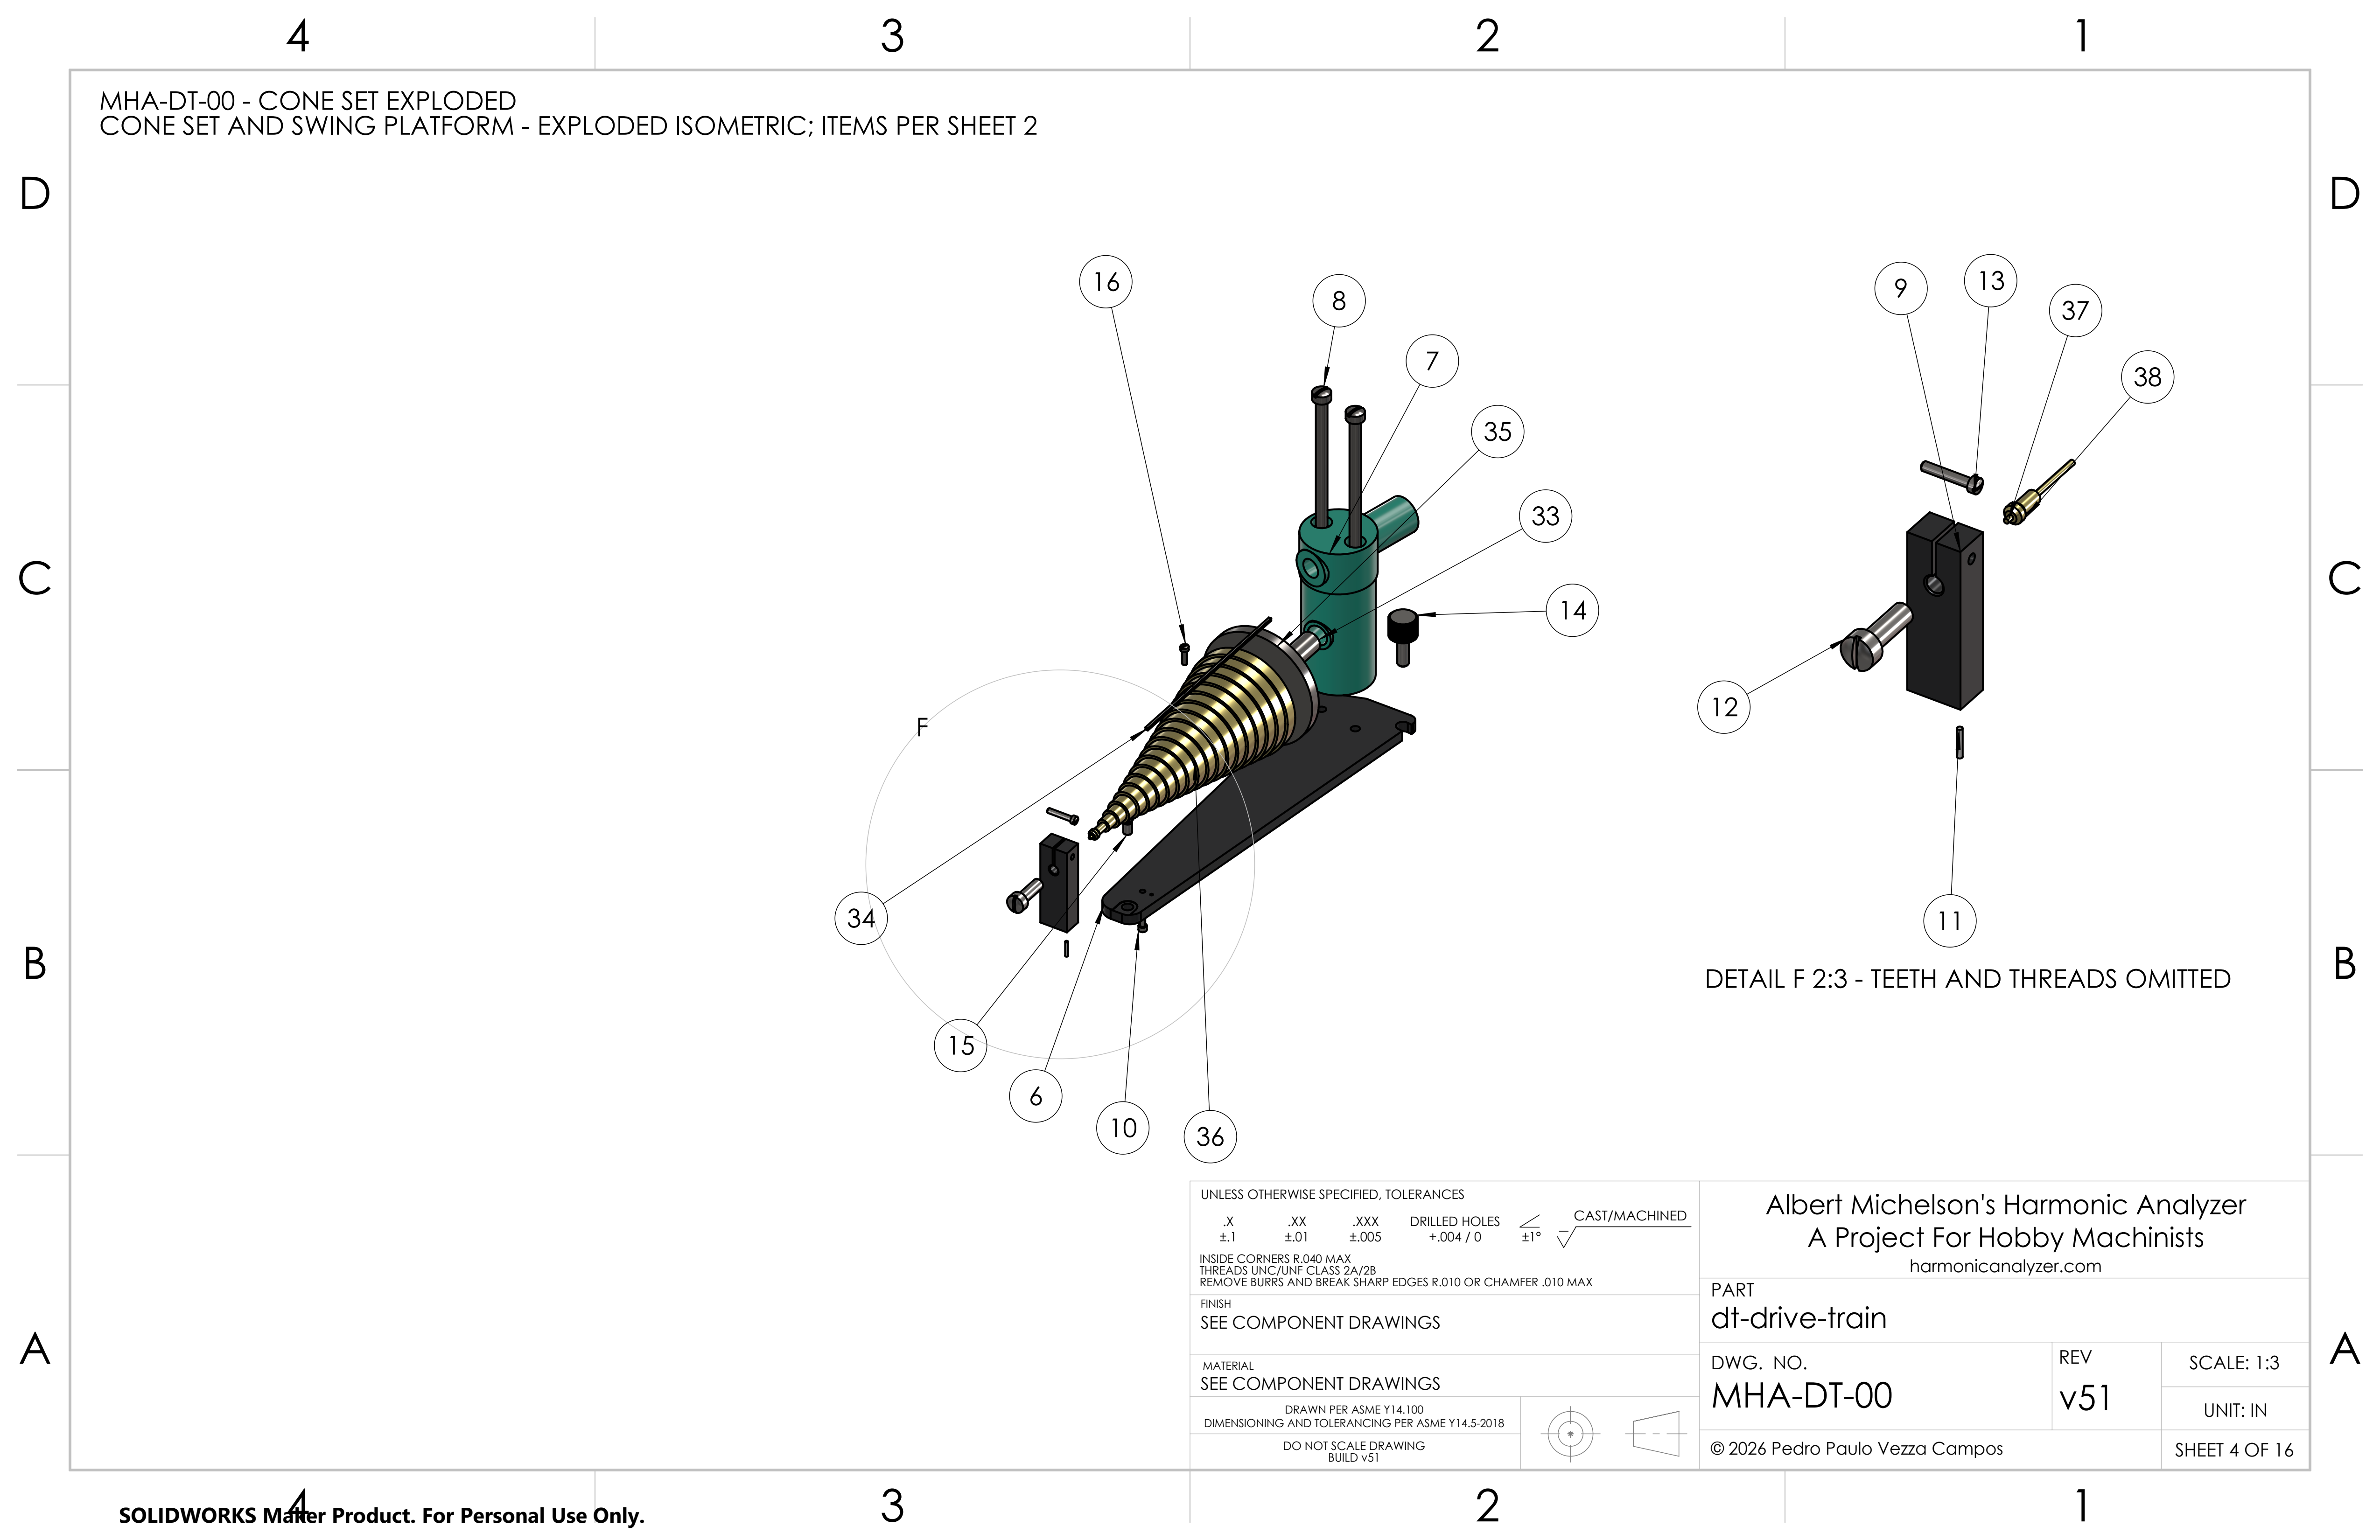 4 3 2 1
MHA-DT-00 - CONE SET EXPLODED
CONE SET AND SWING PLATFORM - EXPLODED ISOMETRIC; ITEMS PER SHEET 2
D D
16
8
9
13
37
7
38
35
33
C C
14
12
F
34
11
B B
DETAIL F 2:3 - TEETH AND THREADS OMITTED
15
6
10
36
UNLESS OTHERWISE SPECIFIED, TOLERANCES
.X .XX .XXX DRILLED HOLES CAST/MACHINED
±.1 ±.01 ±.005 +.004 / 0 ±1°
INSIDE CORNERS R.040 MAX
THREADS UNC/UNF CLASS 2A/2B
REMOVE BURRS AND BREAK SHARP EDGES R.010 OR CHAMFER .010 MAX
FINISH
SEE COMPONENT DRAWINGS
MATERIAL
SEE COMPONENT DRAWINGS
DRAWN PER ASME Y14.100
DIMENSIONING AND TOLERANCING PER ASME Y14.5-2018
DO NOT SCALE DRAWING
BUILD v51
Albert Michelson's Harmonic Analyzer
A Project For Hobby Machinists
harmonicanalyzer.com
PART
dt-drive-train
DWG. NO.
MHA-DT-00
REV
v51
SCALE: 1:3
UNIT: IN
© 2026 Pedro Paulo Vezza Campos
SHEET 4 OF 16
A A
4 3 2 1
SOLIDWORKS Maker Product. For Personal Use Only.